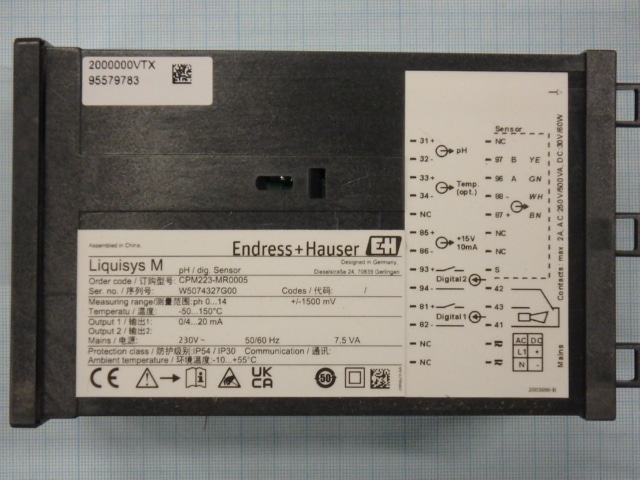 2000000VTX
95579783
Assembled in China.
Endress+Hauser EH
Designed in Germany,
Dieselstraße 24, 70839 Gerlingen
Liquisys M pH / dig. Sensor
Order code / 订购型号: CPM223-MR0005
Ser. no. / 序列号: W5074327G00 Codes / 代码: /
Measuring range/测量范围: ph 0...14 +/-1500 mV
Temperatu / 温度: -50...150°C
Output 1 / 输出1: 0/4...20 mA
Output 2 / 输出2:
Mains / 电源: 230V ~ 50/60 Hz 7.5 VA
Protection class / 防护级别: IP54 / IP30 Communication / 通讯:
Ambient temperature / 环境温度: -10...+55°C
CE i UK CA 50
Sensor
31+ pH NC
32- 97 B YE
33+ Temp. (opt.) 96 A GN
34- 98 - WH
NC 87 + BN
85+ +15V 10mA NC
86- NC
93+ Digital2 S
94- 42
81+ Digital1 43
82- 41
NC N AC DC
L1 +
NC N N -
Contacts: max. 2A, AC 250V/500VA, DC 30V/60W
Mains